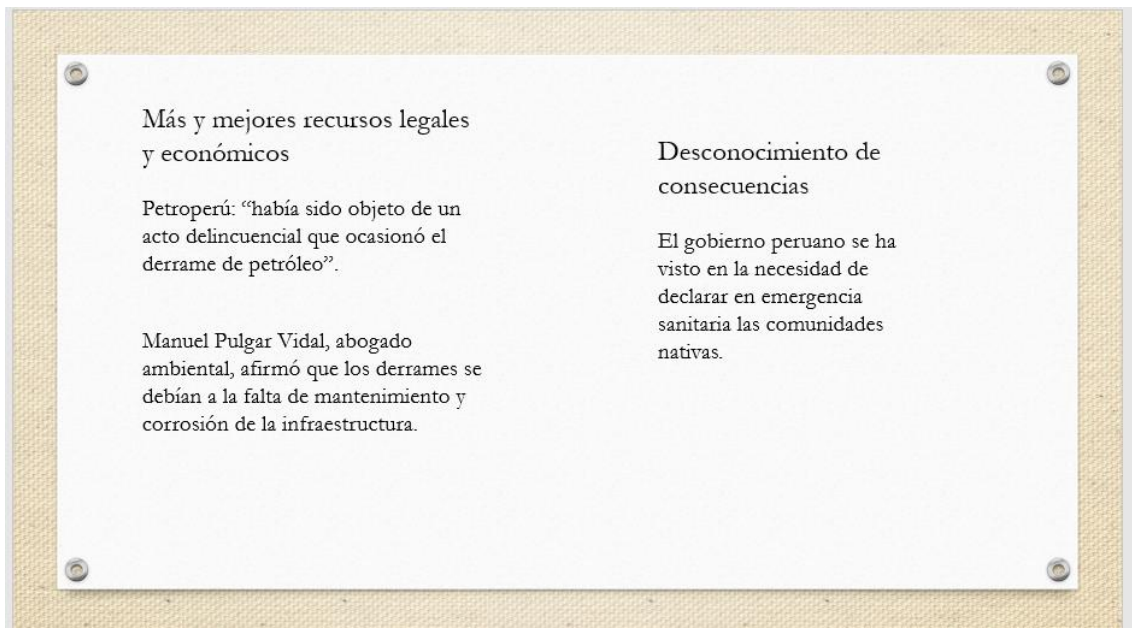 Más y mejores recursos legales
y económicos
Petroperú: “había sido objeto de un
acto delincuencial que ocasionó el
derrame de petróleo”.
Manuel Pulgar Vidal, abogado
ambiental, afirmó que los derrames se
debían a la falta de mantenimiento y
corrosión de la infraestructura.
Desconocimiento de
consecuencias
El gobierno peruano se ha
visto en la necesidad de
declarar en emergencia
sanitaria las comunidades
nativas.